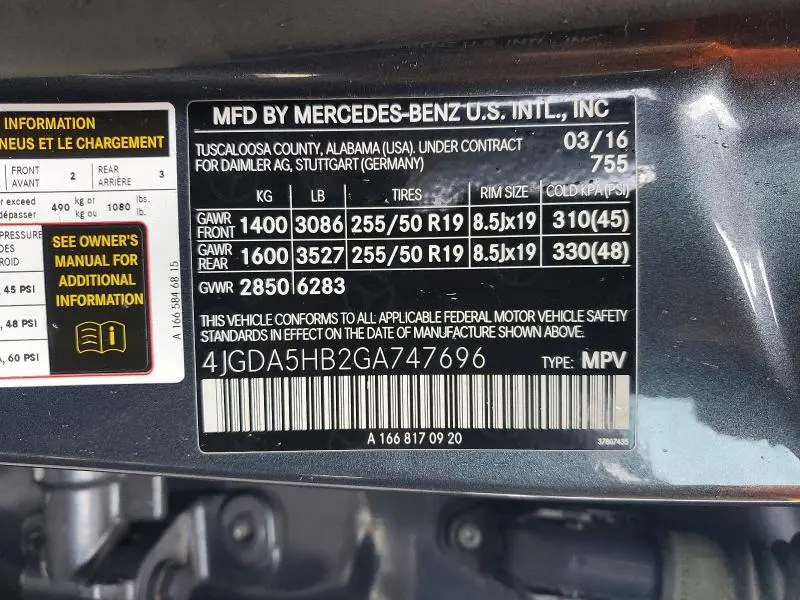 INFORMATION
NEUS ET LE CHARGEMENT
FRONT AVANT 2 REAR ARRIÈRE 3
r exceed
dépasser 490 kg or kg ou 1080 lbs. lb.
PRESSURE
DES
ROID
, 45 PSI
, 48 PSI
, 60 PSI
SEE OWNER'S
MANUAL FOR
ADDITIONAL
INFORMATION
A 166 584 68 15
MFD BY MERCEDES-BENZ U.S. INTL., INC
TUSCALOOSA COUNTY, ALABAMA (USA). UNDER CONTRACT 03/16
FOR DAIMLER AG, STUTTGART (GERMANY) 755
KG LB TIRES RIM SIZE COLD KPA(PSI)
GAWR FRONT 1400 3086 255/50 R19 8.5Jx19 310(45)
GAWR REAR 1600 3527 255/50 R19 8.5Jx19 330(48)
GVWR 2850 6283
THIS VEHICLE CONFORMS TO ALL APPLICABLE FEDERAL MOTOR VEHICLE SAFETY
STANDARDS IN EFFECT ON THE DATE OF MANUFACTURE SHOWN ABOVE.
4JGDA5HB2GA747696 TYPE: MPV
A 166 817 09 20
37807435